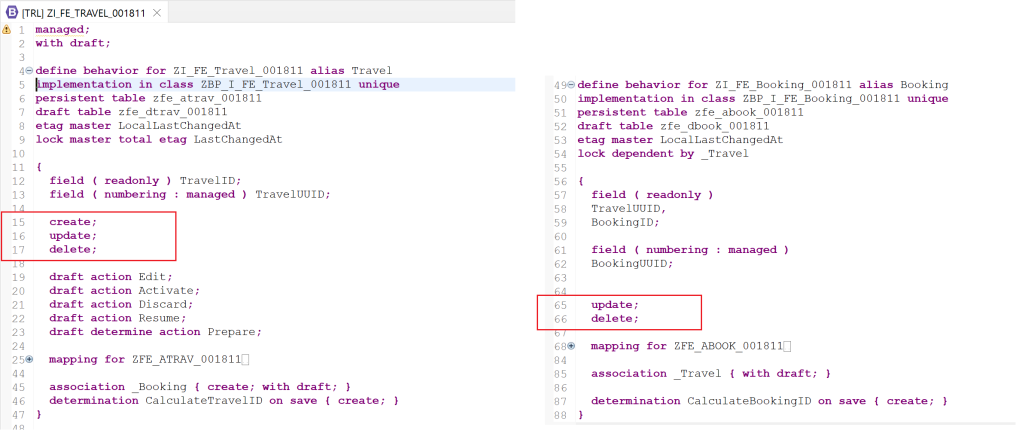 [TRL] ZI_FE_TRAVEL_001811
1 managed;
2 with draft;
3
4 define behavior for ZI_FE_Travel_001811 alias Travel
5 implementation in class ZBP_I_FE_Travel_001811 unique
6 persistent table zfe_atrav_001811
7 draft table zfe_dtrav_001811
8 etag master LocalLastChangedAt
9 lock master total etag LastChangedAt
10
11 {
12 field ( readonly ) TravelID;
13 field ( numbering : managed ) TravelUUID;
14
15 create;
16 update;
17 delete;
18
19 draft action Edit;
20 draft action Activate;
21 draft action Discard;
22 draft action Resume;
23 draft determine action Prepare;
24
25 mapping for ZFE_ATRAV_001811
44
45 association _Booking { create; with draft; }
46 determination CalculateTravelID on save { create; }
47 }
48
49 define behavior for ZI_FE_Booking_001811 alias Booking
50 implementation in class ZBP_I_FE_Booking_001811 unique
51 persistent table zfe_abook_001811
52 draft table zfe_dbook_001811
53 etag master LocalLastChangedAt
54 lock dependent by _Travel
55
56 {
57 field ( readonly )
58 TravelUUID,
59 BookingID;
60
61 field ( numbering : managed )
62 BookingUUID;
63
64
65 update;
66 delete;
67
68 mapping for ZFE_ABOOK_001811
84
85 association _Travel { with draft; }
86
87 determination CalculateBookingID on save { create; }
88 }